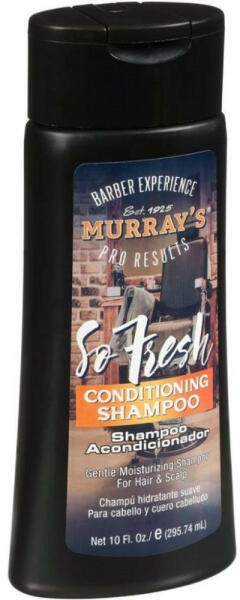 BARBER EXPERIENCE
Est. 1925
MURRAY'S®
PRO RESULTS
So Fresh
CONDITIONING
SHAMPOO
Shampoo
Acondicionador
Gentle Moisturizing Shampoo
For Hair & Scalp
Champú hidratante suave
Para cabello y cuero cabelludo
Net 10 Fl. Oz./ e (295.74 mL)